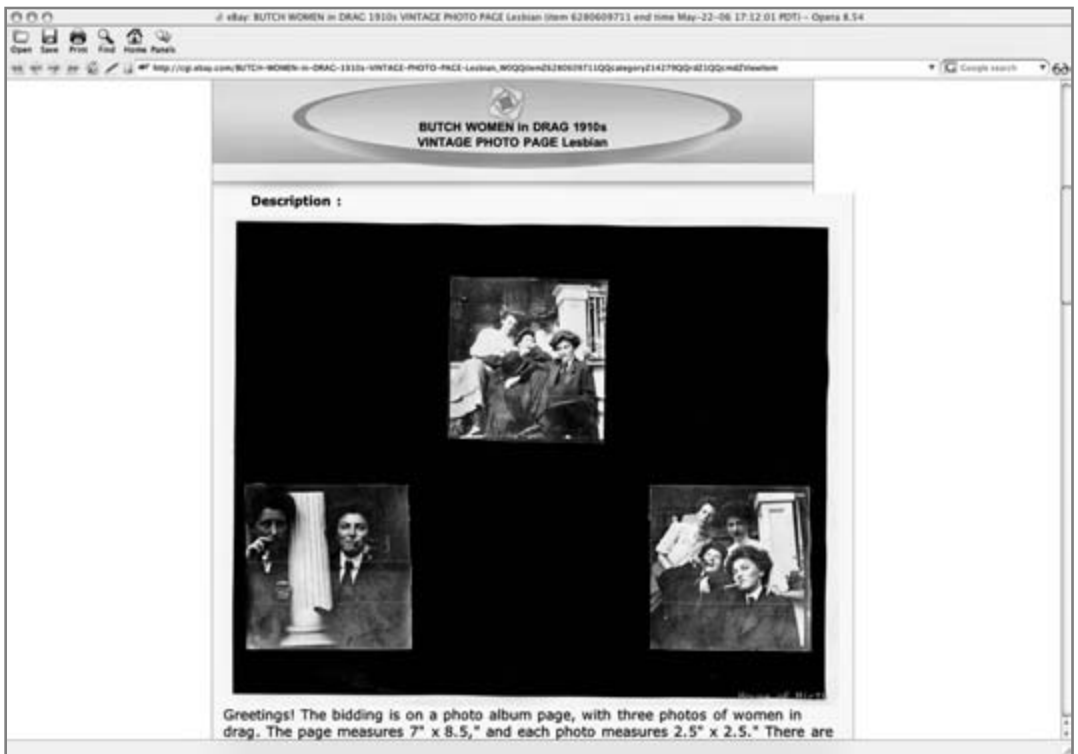 eBay: BUTCH WOMEN in DRAG 1910s VINTAGE PHOTO PAGE Lesbian (item 6280609711 end time May-22-06 17:12:01 PDT) - Opera 8.54
Open Save Print Find Home Panels
Google search
BUTCH WOMEN in DRAG 1910s
VINTAGE PHOTO PAGE Lesbian
Description :
Greetings! The bidding is on a photo album page, with three photos of women in
drag. The page measures 7" x 8.5," and each photo measures 2.5" x 2.5." There are